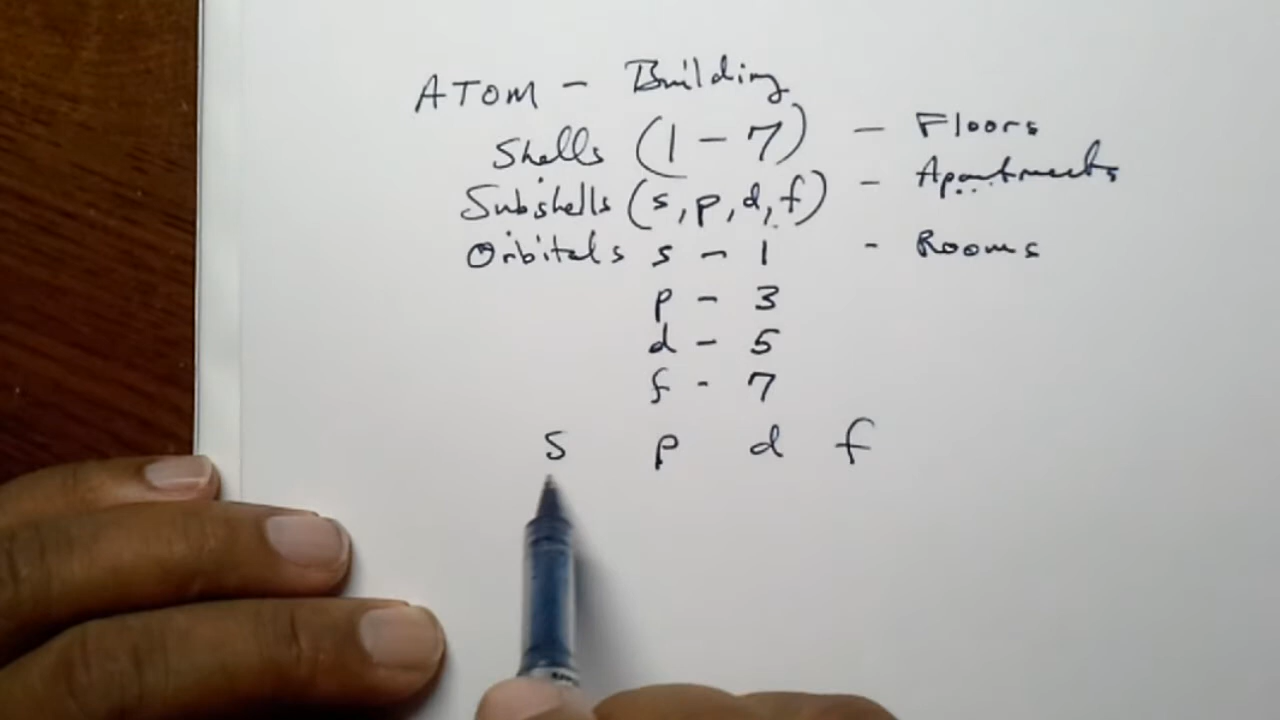 ATOM - Building
Shells (1-7) - Floors
Subshells (s, p, d, f) - Apartments
Orbitals s - 1 - Rooms
p - 3
d - 5
f - 7
s p d f